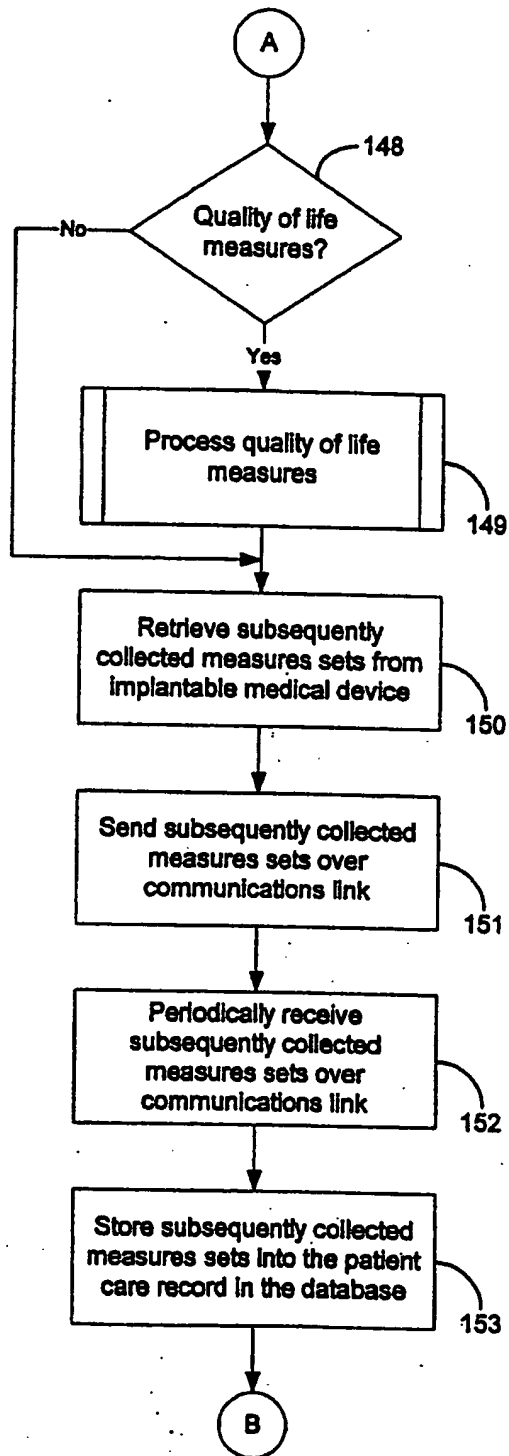 A
148
Quality of life
measures?
No
Yes
Process quality of life
measures
149
Retrieve subsequently
collected measures sets from
implantable medical device
150
Send subsequently collected
measures sets over
communications link
151
Periodically receive
subsequently collected
measures sets over
communications link
152
Store subsequently collected
measures sets into the patient
care record in the database
153
B